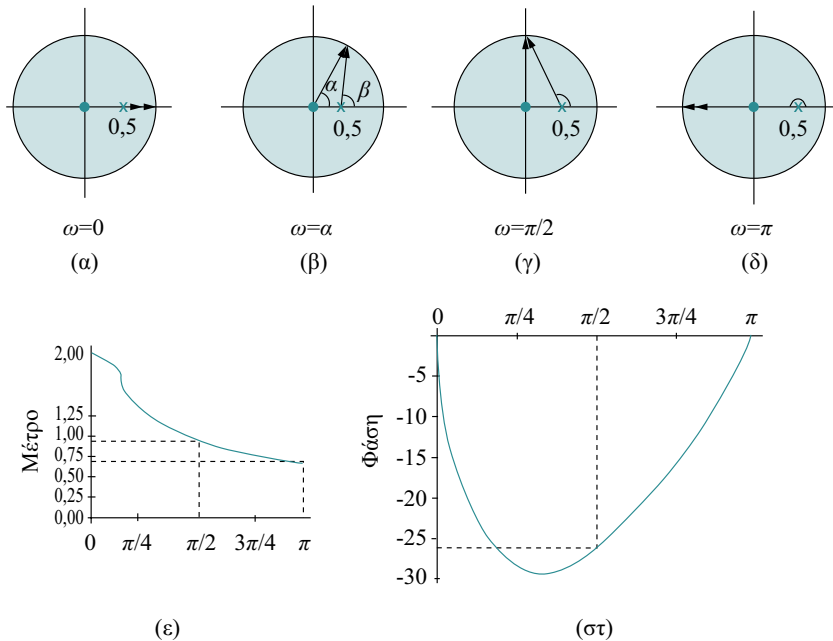 0,5
α β
0,5
0,5
0,5
ω=0 ω=α ω=π/2 ω=π
(α) (β) (γ) (δ)
Μέτρο
2,00
1,25
1,00
0,75
0,50
0,25
0,00
0 π/4 π/2 3π/4 π
(ε)
Φάση
0 π/4 π/2 3π/4 π
-5
-10
-15
-20
-25
-30
(στ)